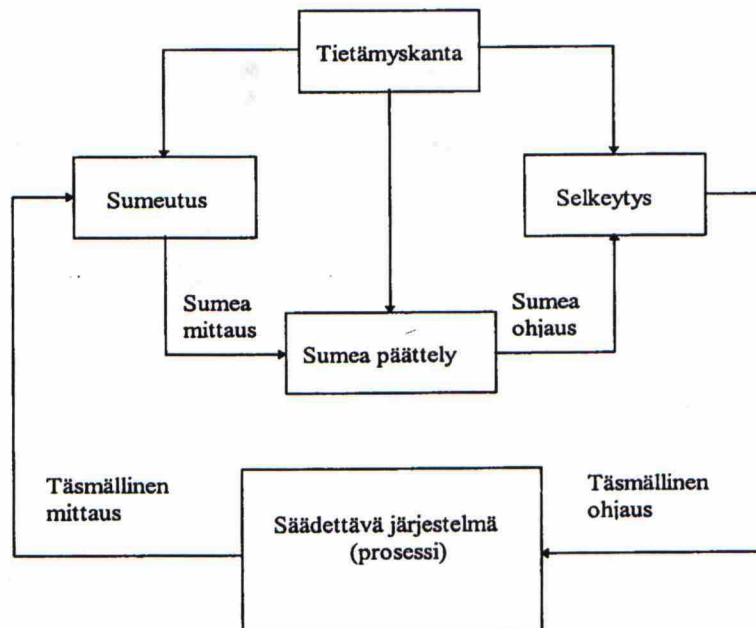 Tietämyskanta
Sumeutus
Selkeytys
Sumea
mittaus
Sumea
ohjaus
Sumea päättely
Täsmällinen
mittaus
Täsmällinen
ohjaus
Säädettävä järjestelmä
(prosessi)